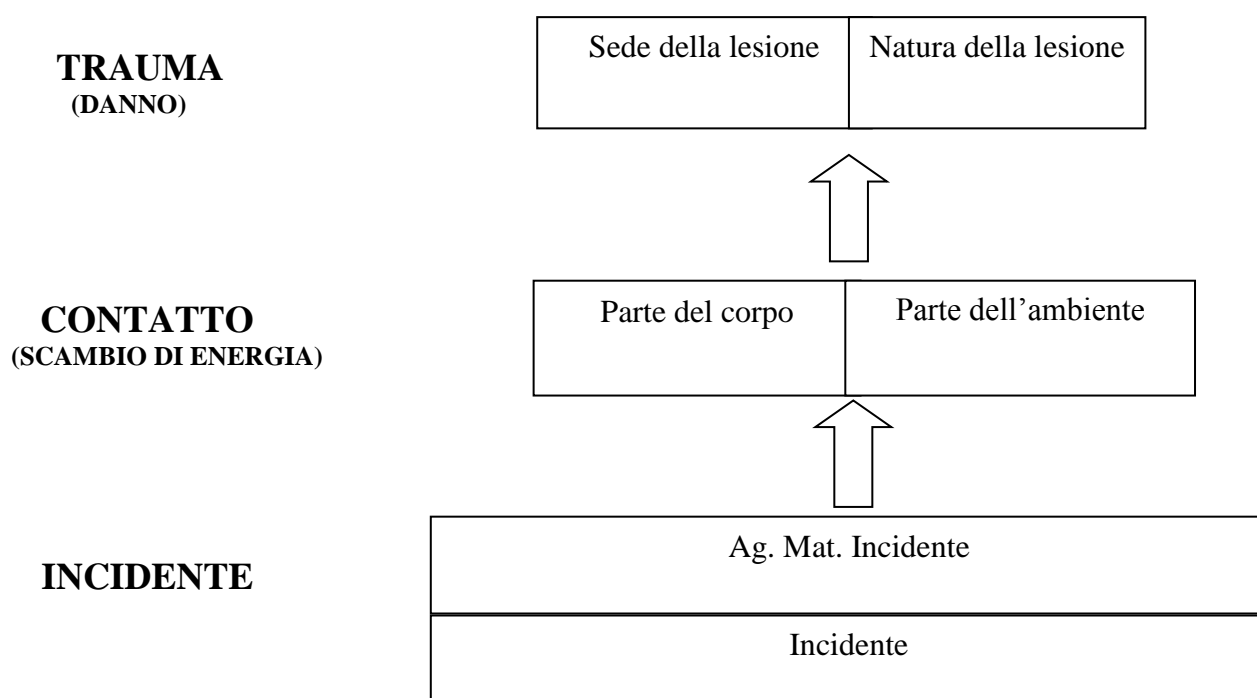 TRAUMA
(DANNO)
Sede della lesione
Natura della lesione
CONTATTO
(SCAMBIO DI ENERGIA)
Parte del corpo
Parte dell’ambiente
INCIDENTE
Ag. Mat. Incidente
Incidente